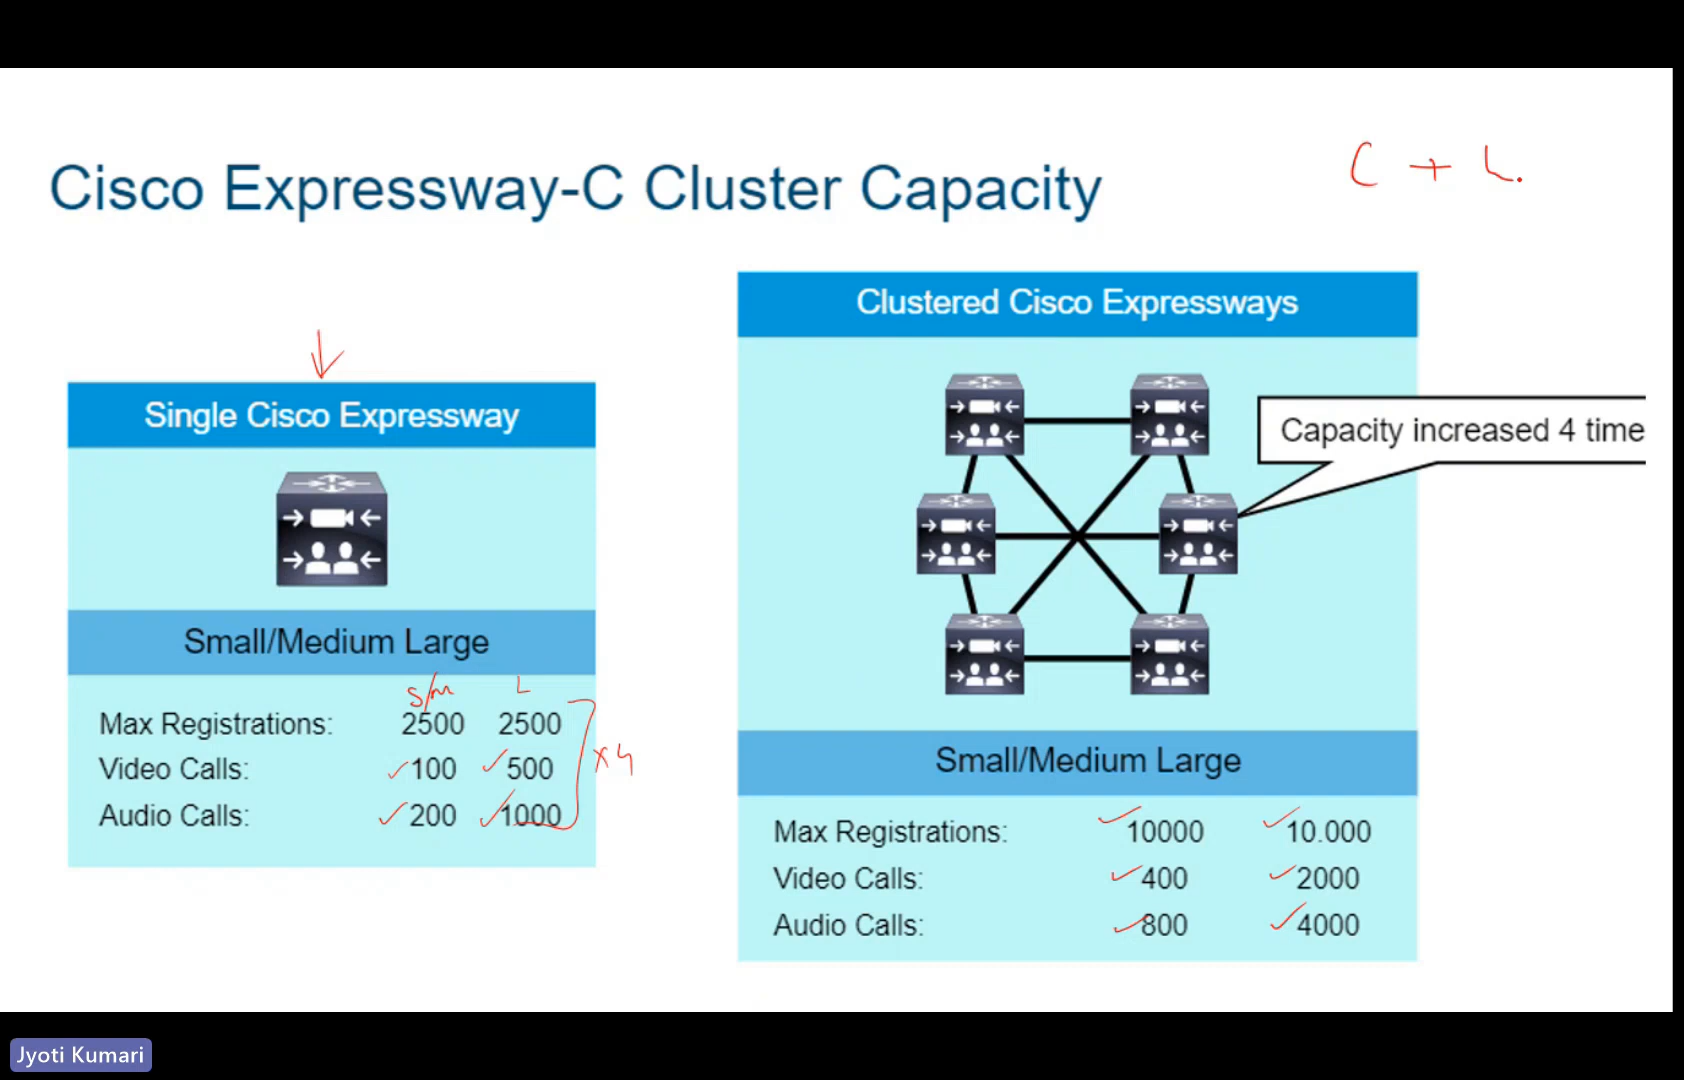 Cisco Expressway-C Cluster Capacity
C + L.
Single Cisco Expressway
Small/Medium Large
S/M L
Max Registrations: 2500 2500
Video Calls: 100 500
Audio Calls: 200 1000
x4
Clustered Cisco Expressways
Capacity increased 4 time
Small/Medium Large
Max Registrations: 10000 10.000
Video Calls: 400 2000
Audio Calls: 800 4000
Jyoti Kumari